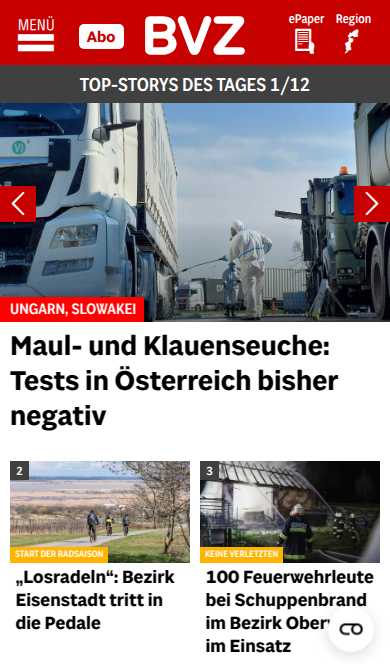 MENÜ
Abo
BVZ
ePaper
Region
TOP-STORYS DES TAGES 1/12
UNGARN, SLOWAKEI
Maul- und Klauenseuche:
Tests in Österreich bisher
negativ
2
START DER RADSAISON
„Losradeln“: Bezirk
Eisenstadt tritt in
die Pedale
3
KEINE VERLETZTEN
100 Feuerwehrleute
bei Schuppenbrand
im Bezirk
im Einsatz